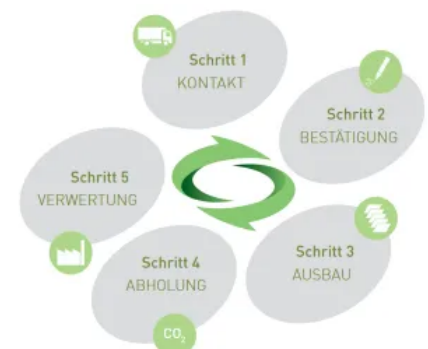 Schritt 1
KONTAKT
Schritt 2
BESTÄTIGUNG
Schritt 3
AUSBAU
Schritt 4
ABHOLUNG
CO₂
Schritt 5
VERWERTUNG